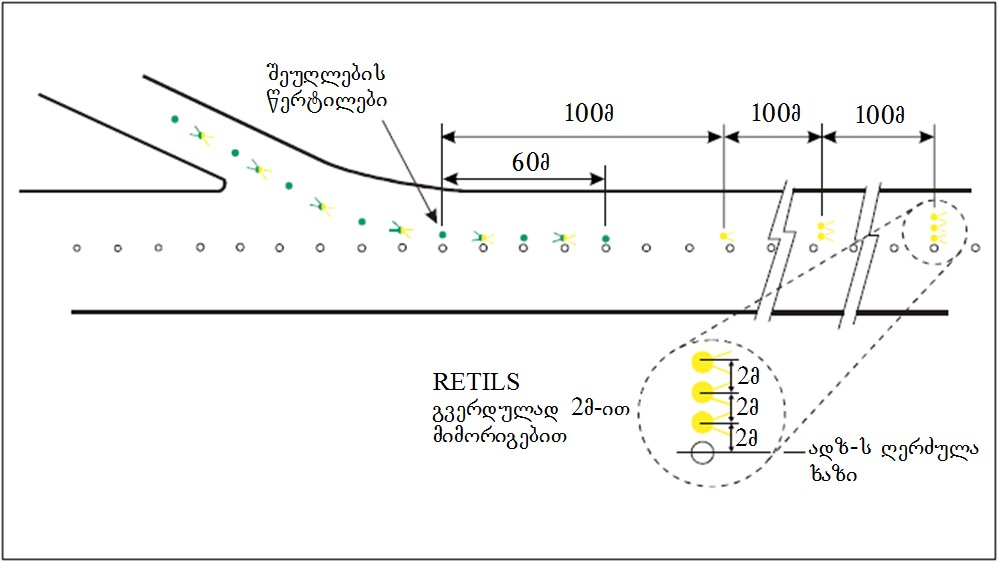 შეუღლების
წერტილები
100მ
100მ
100მ
60მ
RETILS
გვერდულად 2მ-ით
მიმორიგებით
2მ
2მ
2მ
ადზ-ს ღერძულა
ხაზი